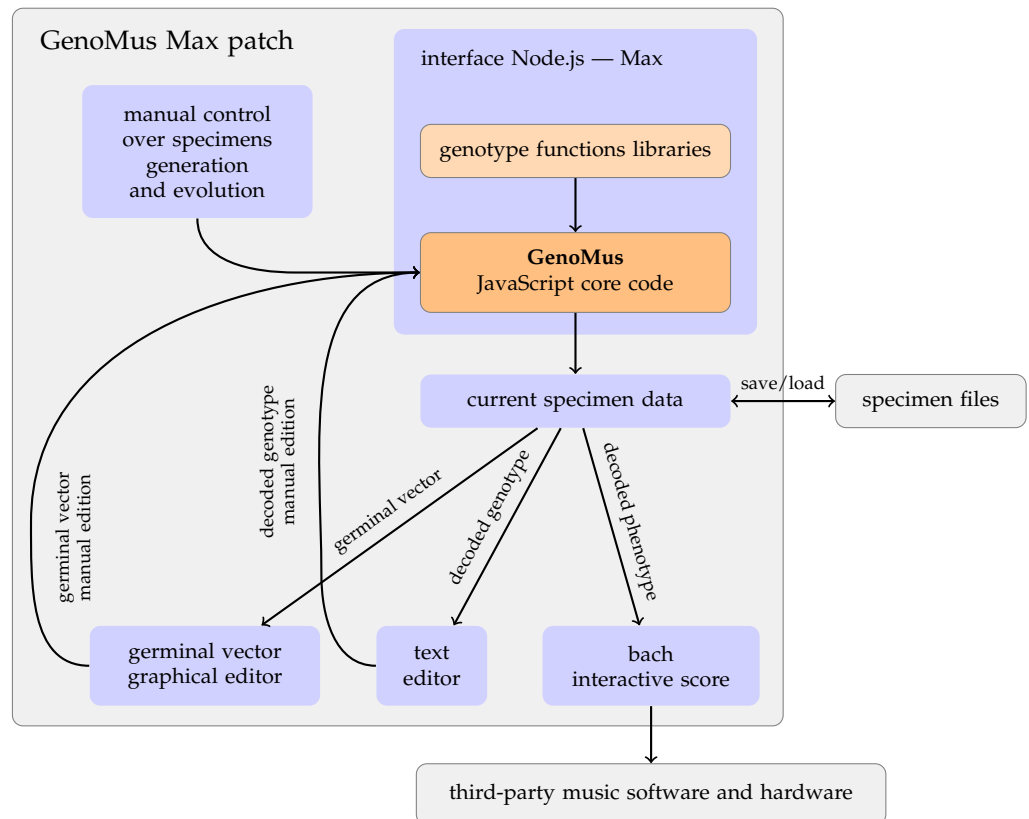 GenoMus Max patch
interface Node.js — Max
manual control
over specimens
generation
and evolution
genotype functions libraries
GenoMus
JavaScript core code
current specimen data
save/load
specimen files
germinal vector
manual edition
decoded genotype
manual edition
germinal vector
decoded genotype
decoded phenotype
germinal vector
graphical editor
text
editor
bach
interactive score
third-party music software and hardware